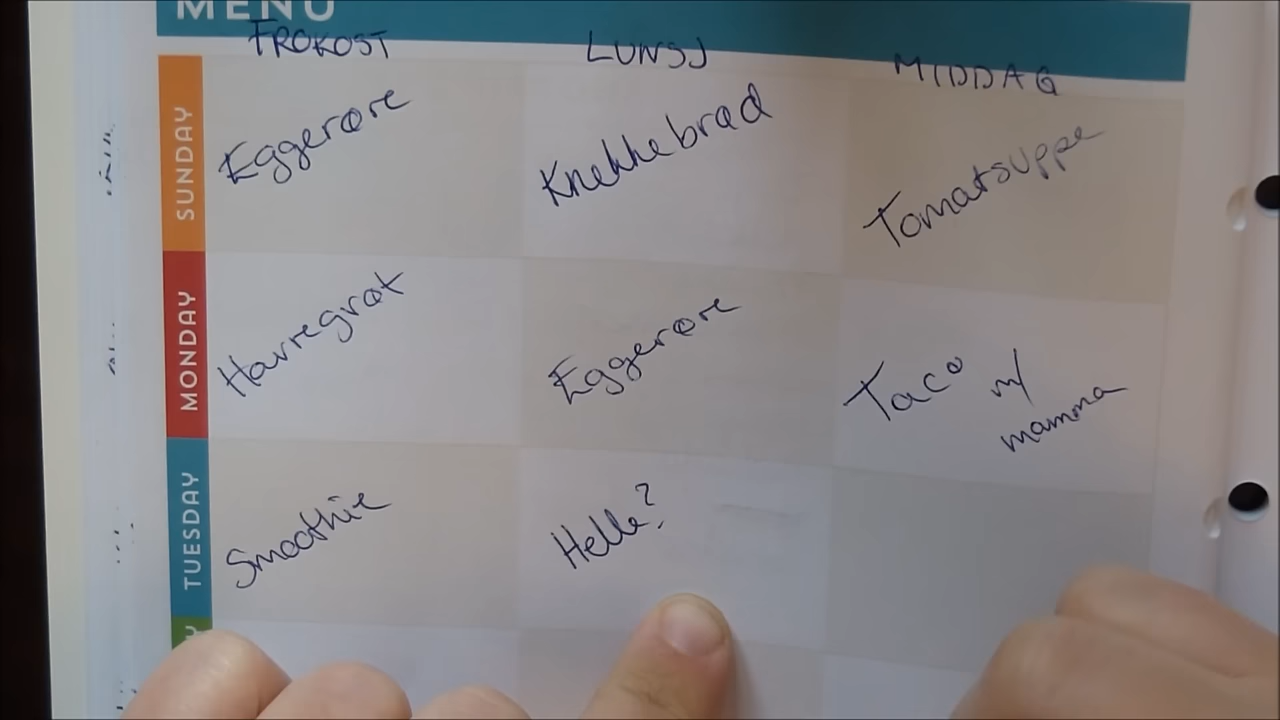 MENU
FROKOST LUNSJ MIDDAG
SUNDAY Eggerøre Knekkebrød Tomatsuppe
MONDAY Havregrøt Eggerøre Taco m/
mamma
TUESDAY Smoothie Helle?